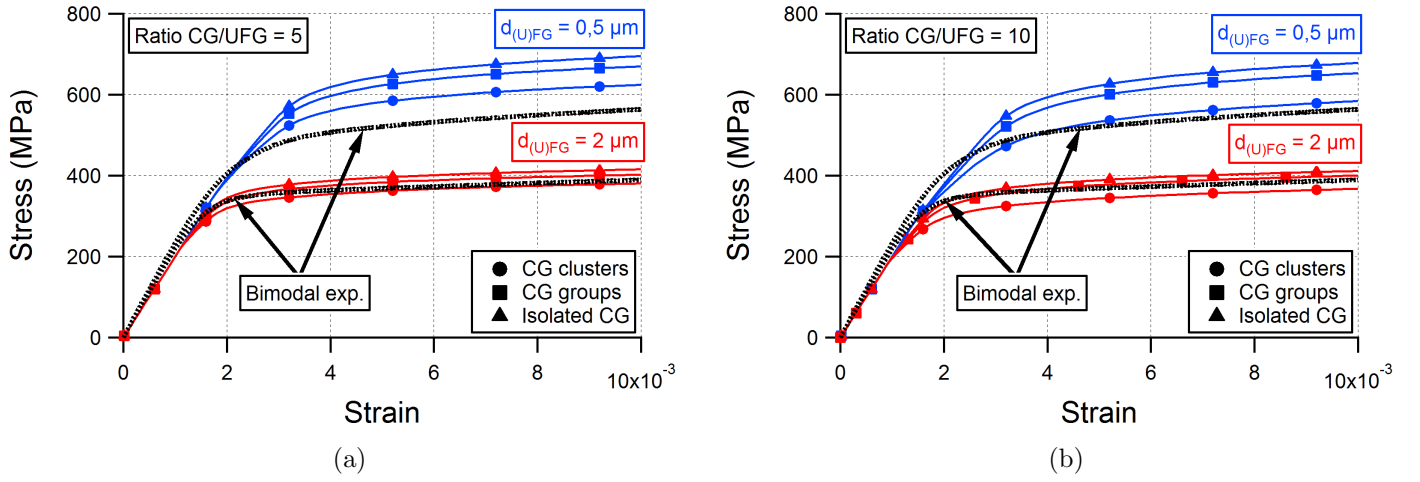 800
600
400
200
0
Stress (MPa)
Ratio CG/UFG = 5
d(U)FG = 0,5 µm
d(U)FG = 2 µm
Bimodal exp.
CG clusters
CG groups
Isolated CG
0 2 4 6 8 10x10⁻³
Strain
(a)
800
600
400
200
0
Stress (MPa)
Ratio CG/UFG = 10
d(U)FG = 0,5 µm
d(U)FG = 2 µm
Bimodal exp.
CG clusters
CG groups
Isolated CG
0 2 4 6 8 10x10⁻³
Strain
(b)